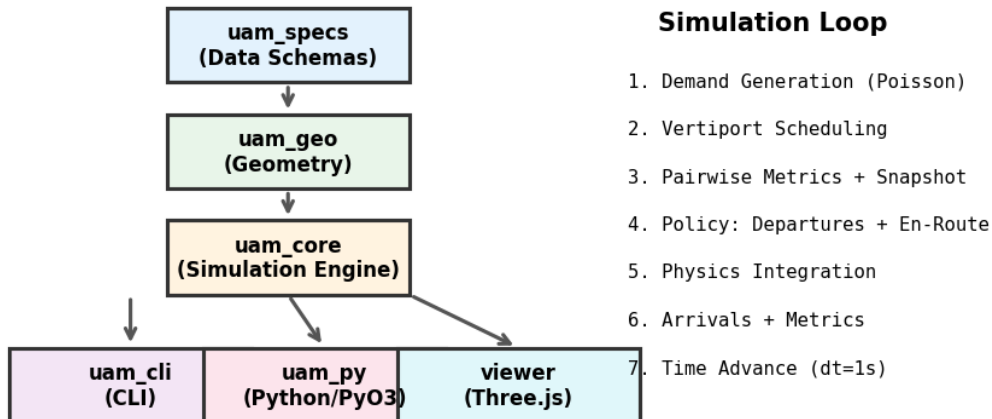 uam_specs
(Data Schemas)
uam_geo
(Geometry)
uam_core
(Simulation Engine)
uam_cli
(CLI)
uam_py
(Python/PyO3)
viewer
(Three.js)
Simulation Loop
1. Demand Generation (Poisson)
2. Vertiport Scheduling
3. Pairwise Metrics + Snapshot
4. Policy: Departures + En-Route
5. Physics Integration
6. Arrivals + Metrics
7. Time Advance (dt=1s)